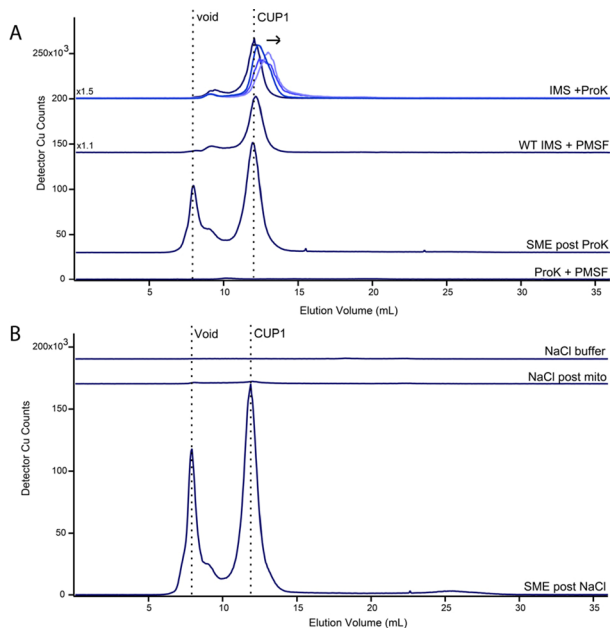 A
void
CUP1
250x10³
x1.5
IMS +ProK
200
x1.1
WT IMS + PMSF
150
100
50
SME post ProK
ProK + PMSF
0
Detector Cu Counts
5
10
15
20
25
30
35
Elution Volume (mL)
B
Void
CUP1
200x10³
NaCl buffer
NaCl post mito
150
100
50
SME post NaCl
0
Detector Cu Counts
5
10
15
20
25
30
35
Elution Volume (mL)